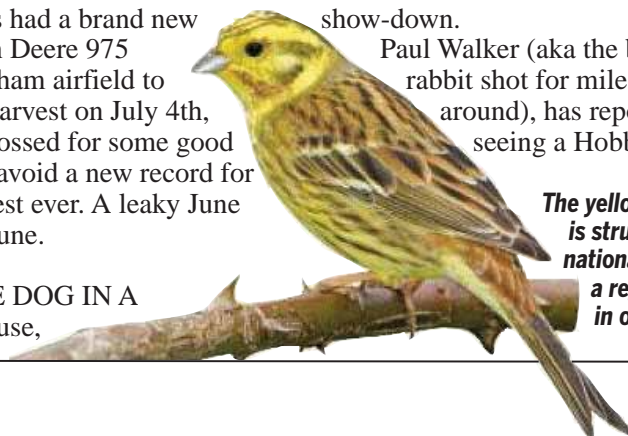 s had a brand new
n Deere 975
ham airfield to
arvest on July 4th,
ossed for some good
avoid a new record for
est ever. A leaky June
une.
E DOG IN A
use,
show-down.
Paul Walker (aka the b
rabbit shot for mile
around), has repo
seeing a Hobb
The yello
is stru
nationa
a re
in o